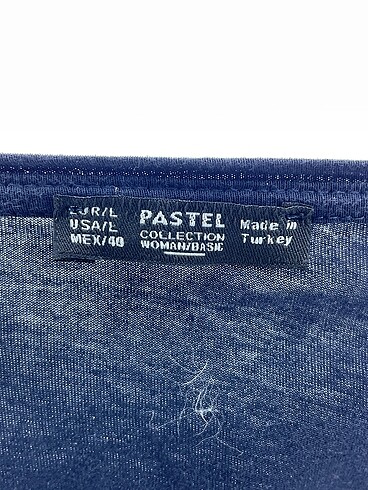 EUR/L
USA/L
MEX/40
PASTEL
COLLECTION
WOMAN/BASIC
Made in
Turkey